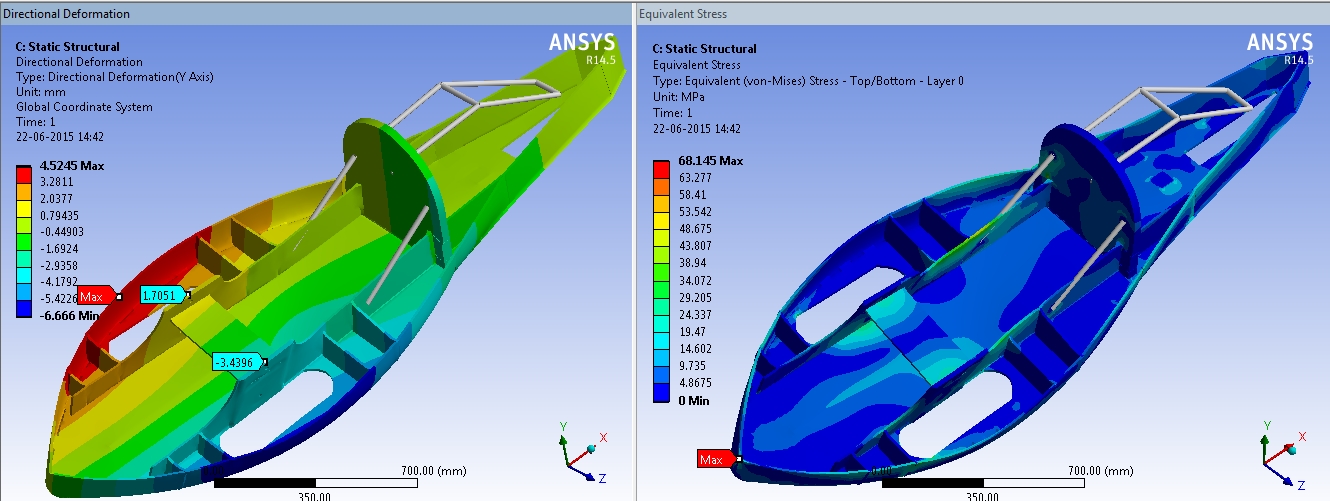 Directional Deformation
C: Static Structural
Directional Deformation
Type: Directional Deformation(Y Axis)
Unit: mm
Global Coordinate System
Time: 1
22-06-2015 14:42
ANSYS
R14.5
4.5245 Max
3.2811
2.0377
0.79435
-0.44903
-1.6924
-2.9358
-4.1792
-5.4226
-6.666 Min
Max
1.7051
-3.4396
700.00 (mm)
350.00
Y
X
Z
Equivalent Stress
C: Static Structural
Equivalent Stress
Type: Equivalent (von-Mises) Stress - Top/Bottom - Layer 0
Unit: MPa
Time: 1
22-06-2015 14:42
ANSYS
R14.5
68.145 Max
63.277
58.41
53.542
48.675
43.807
38.94
34.072
29.205
24.337
19.47
14.602
9.735
4.8675
0 Min
Max
700.00 (mm)
350.00
Y
X
Z